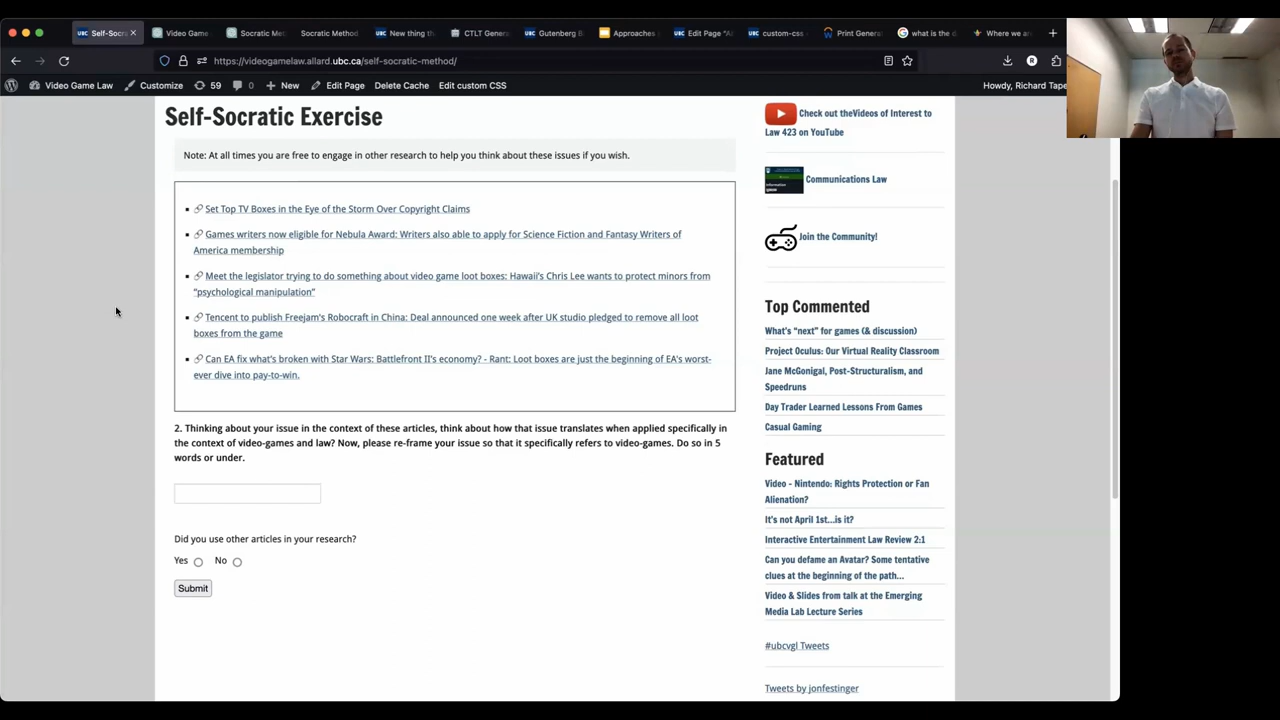 Self-Socra
Video Game
Socratic Me
Socratic Method
New thing th
CTLT Gener
Gutenberg B
Approaches
Edit Page "A
custom-css
Print Genera
what is the d
Where we ar
https://videogamelaw.allard.ubc.ca/self-socratic-method/
Video Game Law
Customize
59
0
New
Edit Page
Delete Cache
Edit custom CSS
Howdy, Richard Tape
Self-Socratic Exercise
Note: At all times you are free to engage in other research to help you think about these issues if you wish.
Set Top TV Boxes in the Eye of the Storm Over Copyright Claims
Games writers now eligible for Nebula Award: Writers also able to apply for Science Fiction and Fantasy Writers of
America membership
Meet the legislator trying to do something about video game loot boxes: Hawaii's Chris Lee wants to protect minors from
"psychological manipulation"
Tencent to publish Freejam's Robocraft in China: Deal announced one week after UK studio pledged to remove all loot
boxes from the game
Can EA fix what's broken with Star Wars: Battlefront II's economy? - Rant: Loot boxes are just the beginning of EA's worst-
ever dive into pay-to-win.
2. Thinking about your issue in the context of these articles, think about how that issue translates when applied specifically in
the context of video-games and law? Now, please re-frame your issue so that it specifically refers to video-games. Do so in 5
words or under.
Did you use other articles in your research?
Yes No
Submit
Check out theVideos of Interest to
Law 423 on YouTube
Communications Law
Join the Community!
Top Commented
What's "next" for games (& discussion)
Project Oculus: Our Virtual Reality Classroom
Jane McGonigal, Post-Structuralism, and
Speedruns
Day Trader Learned Lessons From Games
Casual Gaming
Featured
Video - Nintendo: Rights Protection or Fan
Alienation?
It's not April 1st...is it?
Interactive Entertainment Law Review 2:1
Can you defame an Avatar? Some tentative
clues at the beginning of the path...
Video & Slides from talk at the Emerging
Media Lab Lecture Series
#ubcvgl Tweets
Tweets by jonfestinger